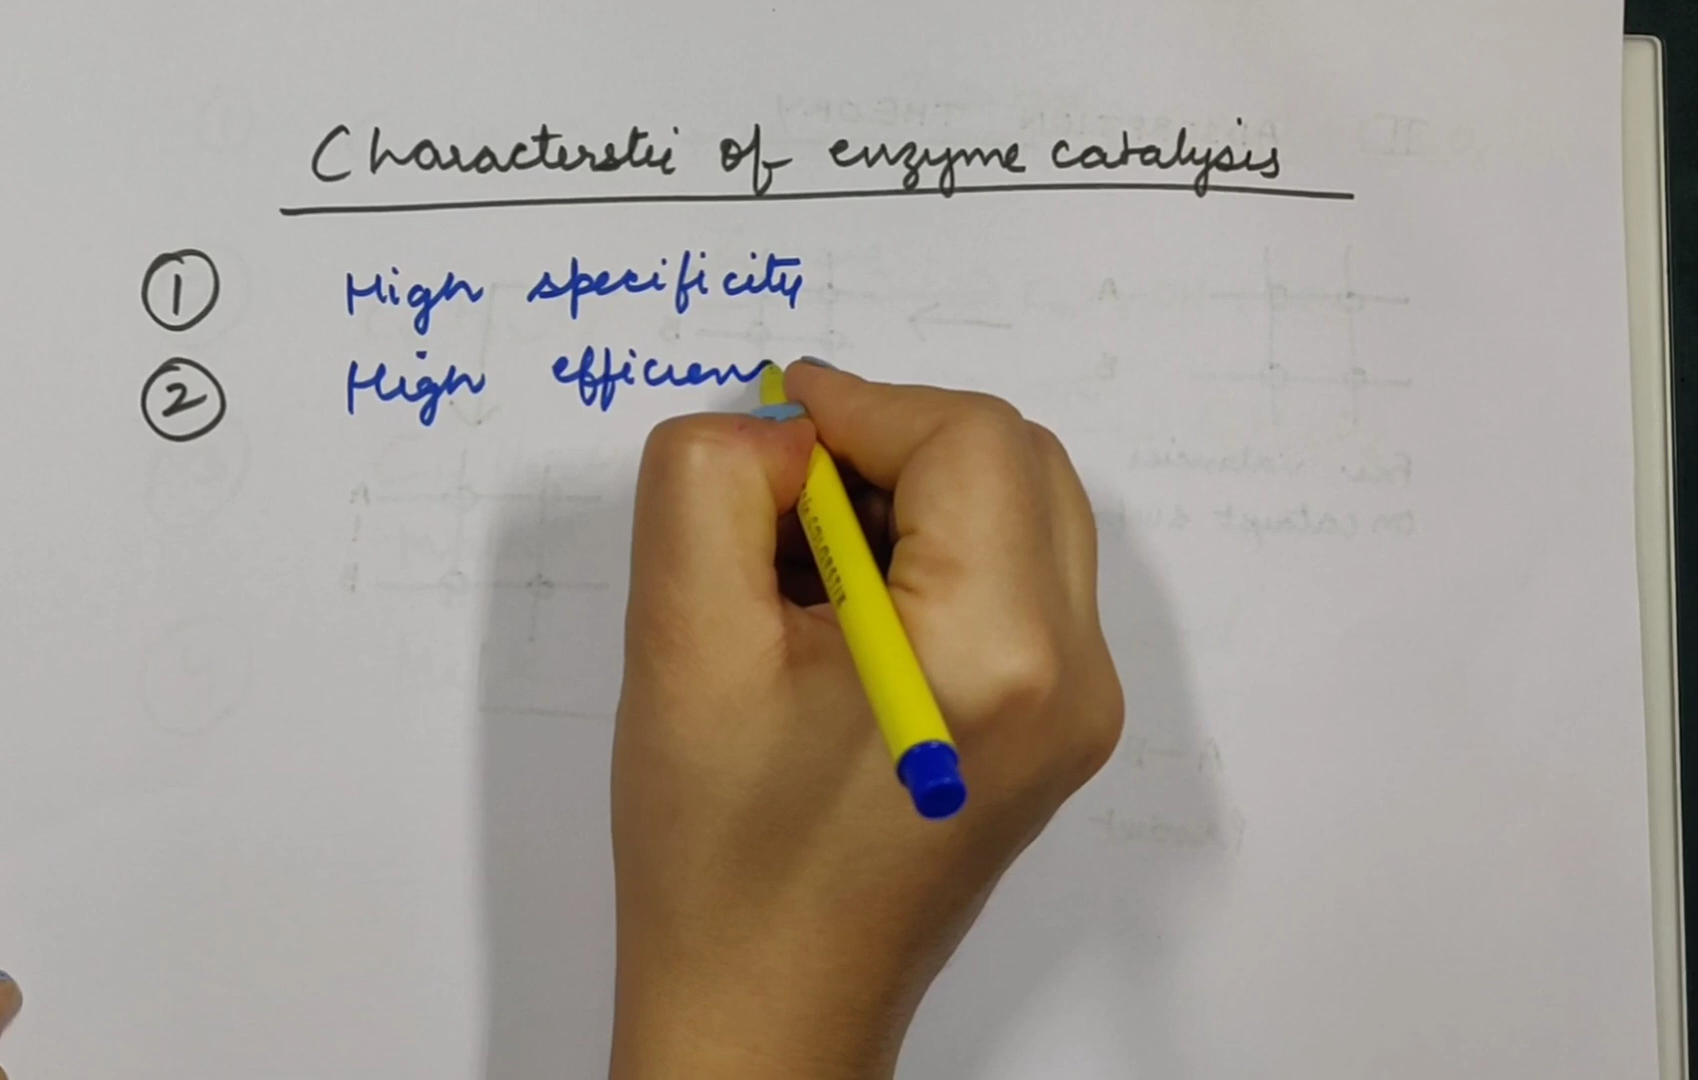 Characterstic of enzyme catalysis
1 High specificity
2 High efficien